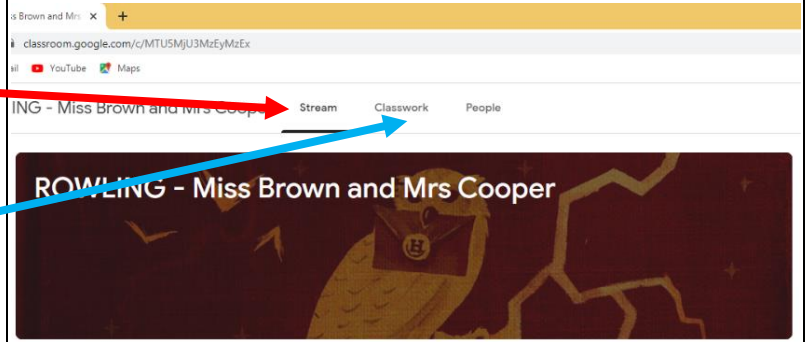 s Brown and Mrs × +
classroom.google.com/c/MTU5MjU3MzEyMzEx
ail YouTube Maps
ING - Miss Brown and Mrs Cooper Stream Classwork People
ROWLING - Miss Brown and Mrs Cooper
H